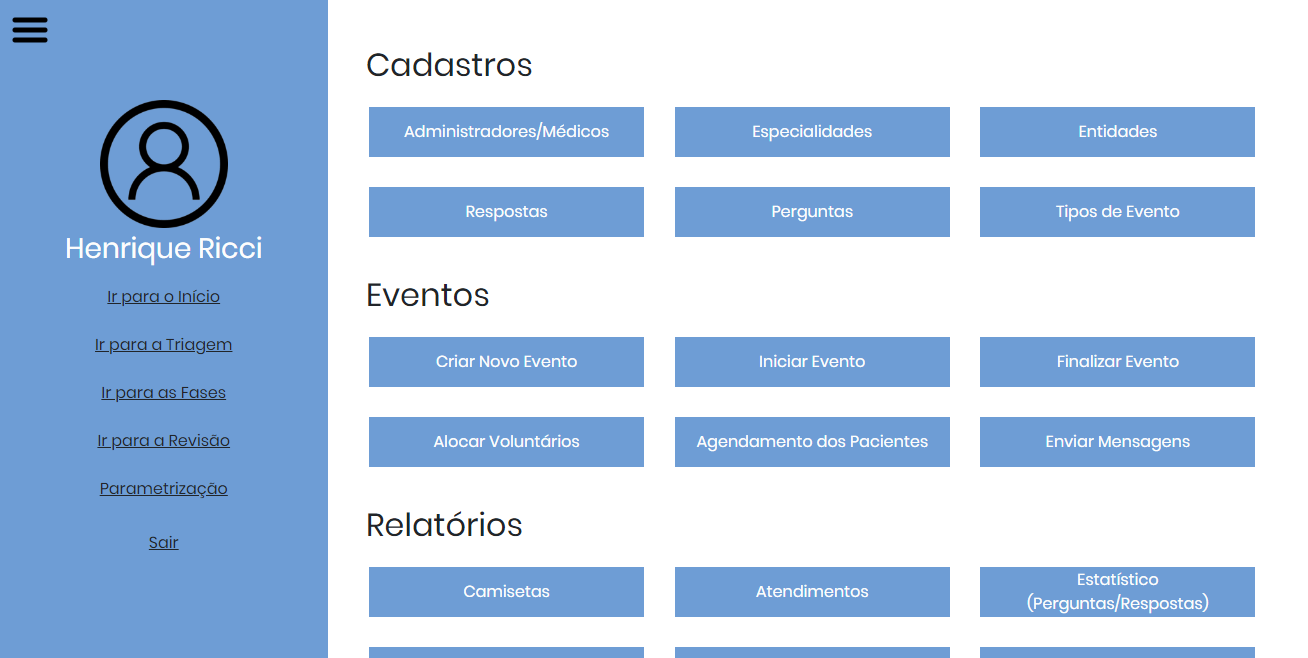 Henrique Ricci
Ir para o Início
Ir para a Triagem
Ir para as Fases
Ir para a Revisão
Parametrização
Sair
Cadastros
Administradores/Médicos
Especialidades
Entidades
Respostas
Perguntas
Tipos de Evento
Eventos
Criar Novo Evento
Iniciar Evento
Finalizar Evento
Alocar Voluntários
Agendamento dos Pacientes
Enviar Mensagens
Relatórios
Camisetas
Atendimentos
Estatístico
(Perguntas/Respostas)